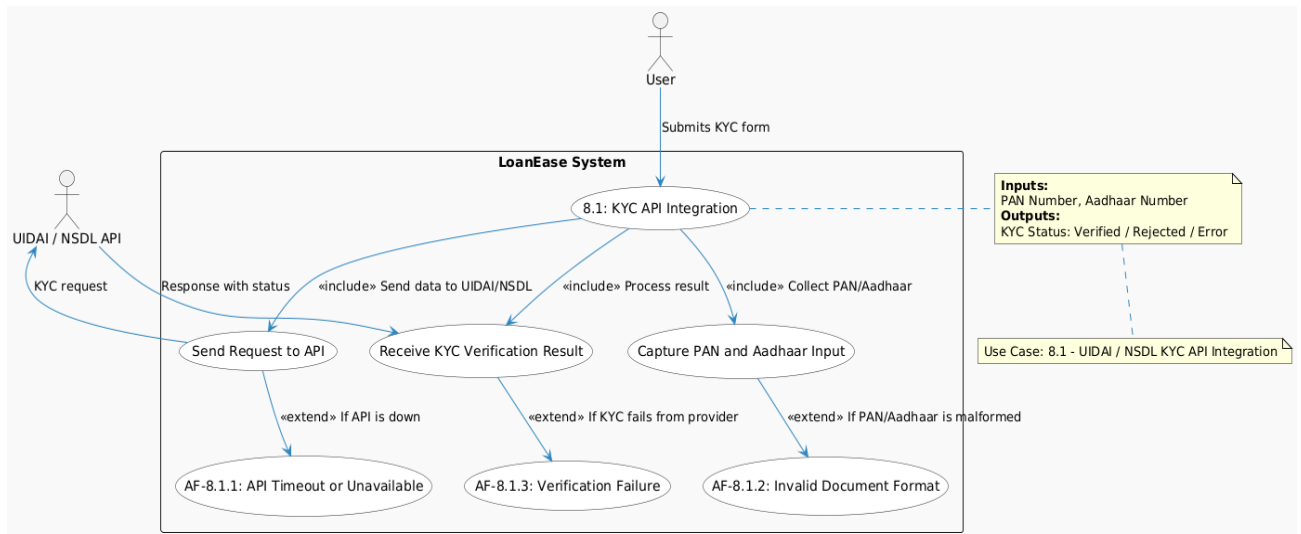 User
Submits KYC form
LoanEase System
8.1: KYC API Integration
Inputs:
PAN Number, Aadhaar Number
Outputs:
KYC Status: Verified / Rejected / Error
UIDAI / NSDL API
KYC request
Response with status
«include» Send data to UIDAI/NSDL
«include» Process result
«include» Collect PAN/Aadhaar
Send Request to API
Receive KYC Verification Result
Capture PAN and Aadhaar Input
Use Case: 8.1 - UIDAI / NSDL KYC API Integration
«extend» If API is down
«extend» If KYC fails from provider
«extend» If PAN/Aadhaar is malformed
AF-8.1.1: API Timeout or Unavailable
AF-8.1.3: Verification Failure
AF-8.1.2: Invalid Document Format